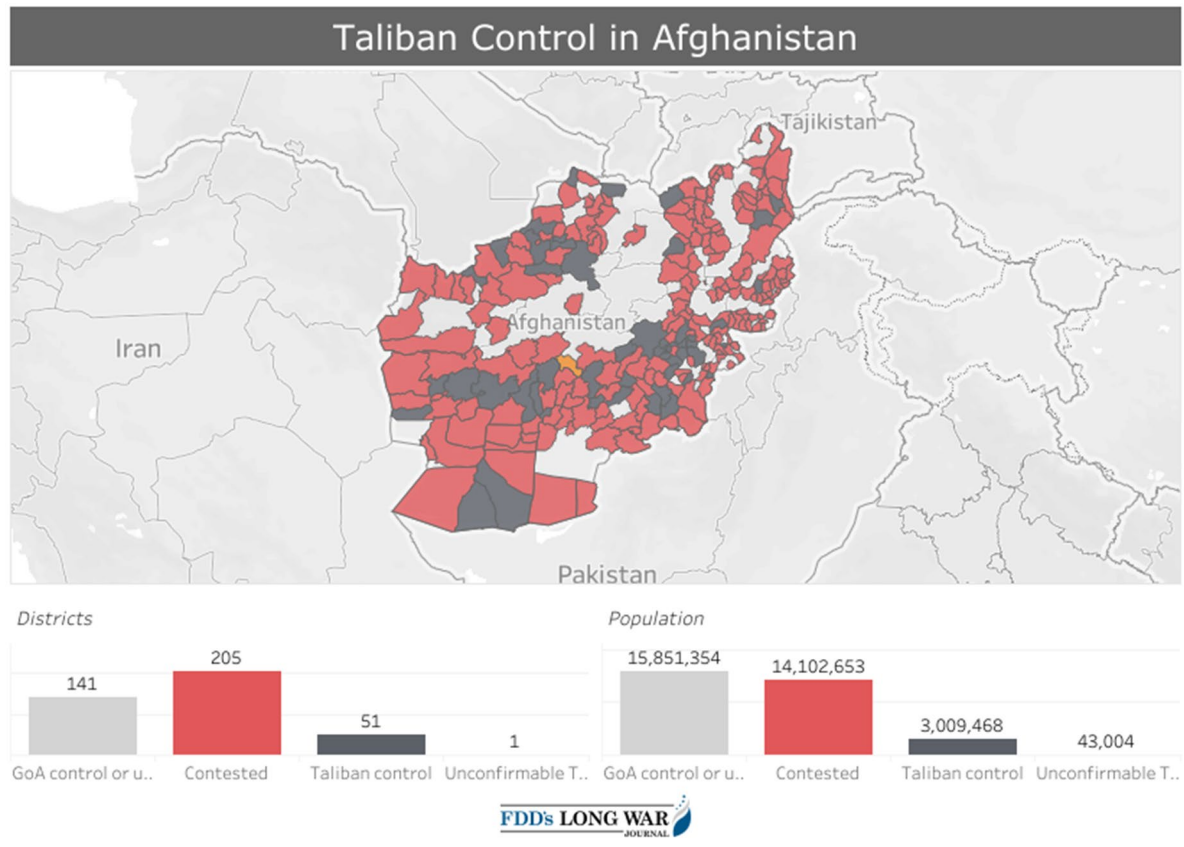 Taliban Control in Afghanistan
Tajikistan
Afghanistan
Iran
Pakistan
Districts
141
205
51
1
GoA control or u..
Contested
Taliban control
Unconfirmable T..
Population
15,851,354
14,102,653
3,009,468
43,004
GoA control or u..
Contested
Taliban control
Unconfirmable T..
FDD's LONG WAR
JOURNAL